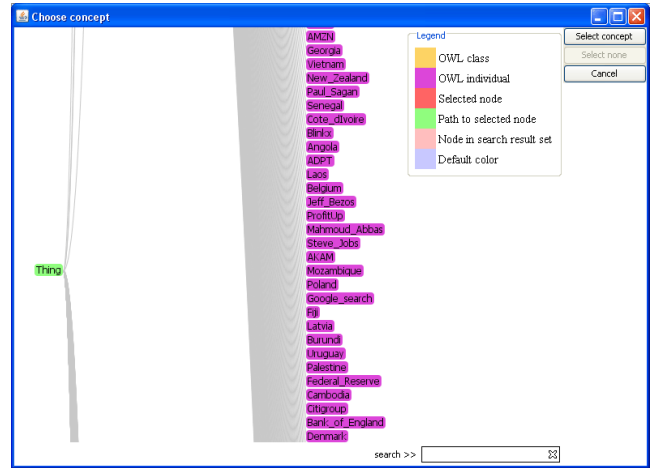 Choose concept
AMZN
Georgia
Vietnam
New_Zealand
Paul_Sagan
Senegal
Cote_dIvoire
Blinkx
Angola
ADPT
Laos
Belgium
Jeff_Bezos
ProfitUp
Mahmoud_Abbas
Steve_Jobs
AKAM
Mozambique
Poland
Google_search
Fiji
Latvia
Burundi
Uruguay
Palestine
Federal_Reserve
Cambodia
Citigroup
Bank_of_England
Denmark
Thing
Legend
OWL class
OWL individual
Selected node
Path to selected node
Node in search result set
Default color
Select concept
Select none
Cancel
search >>